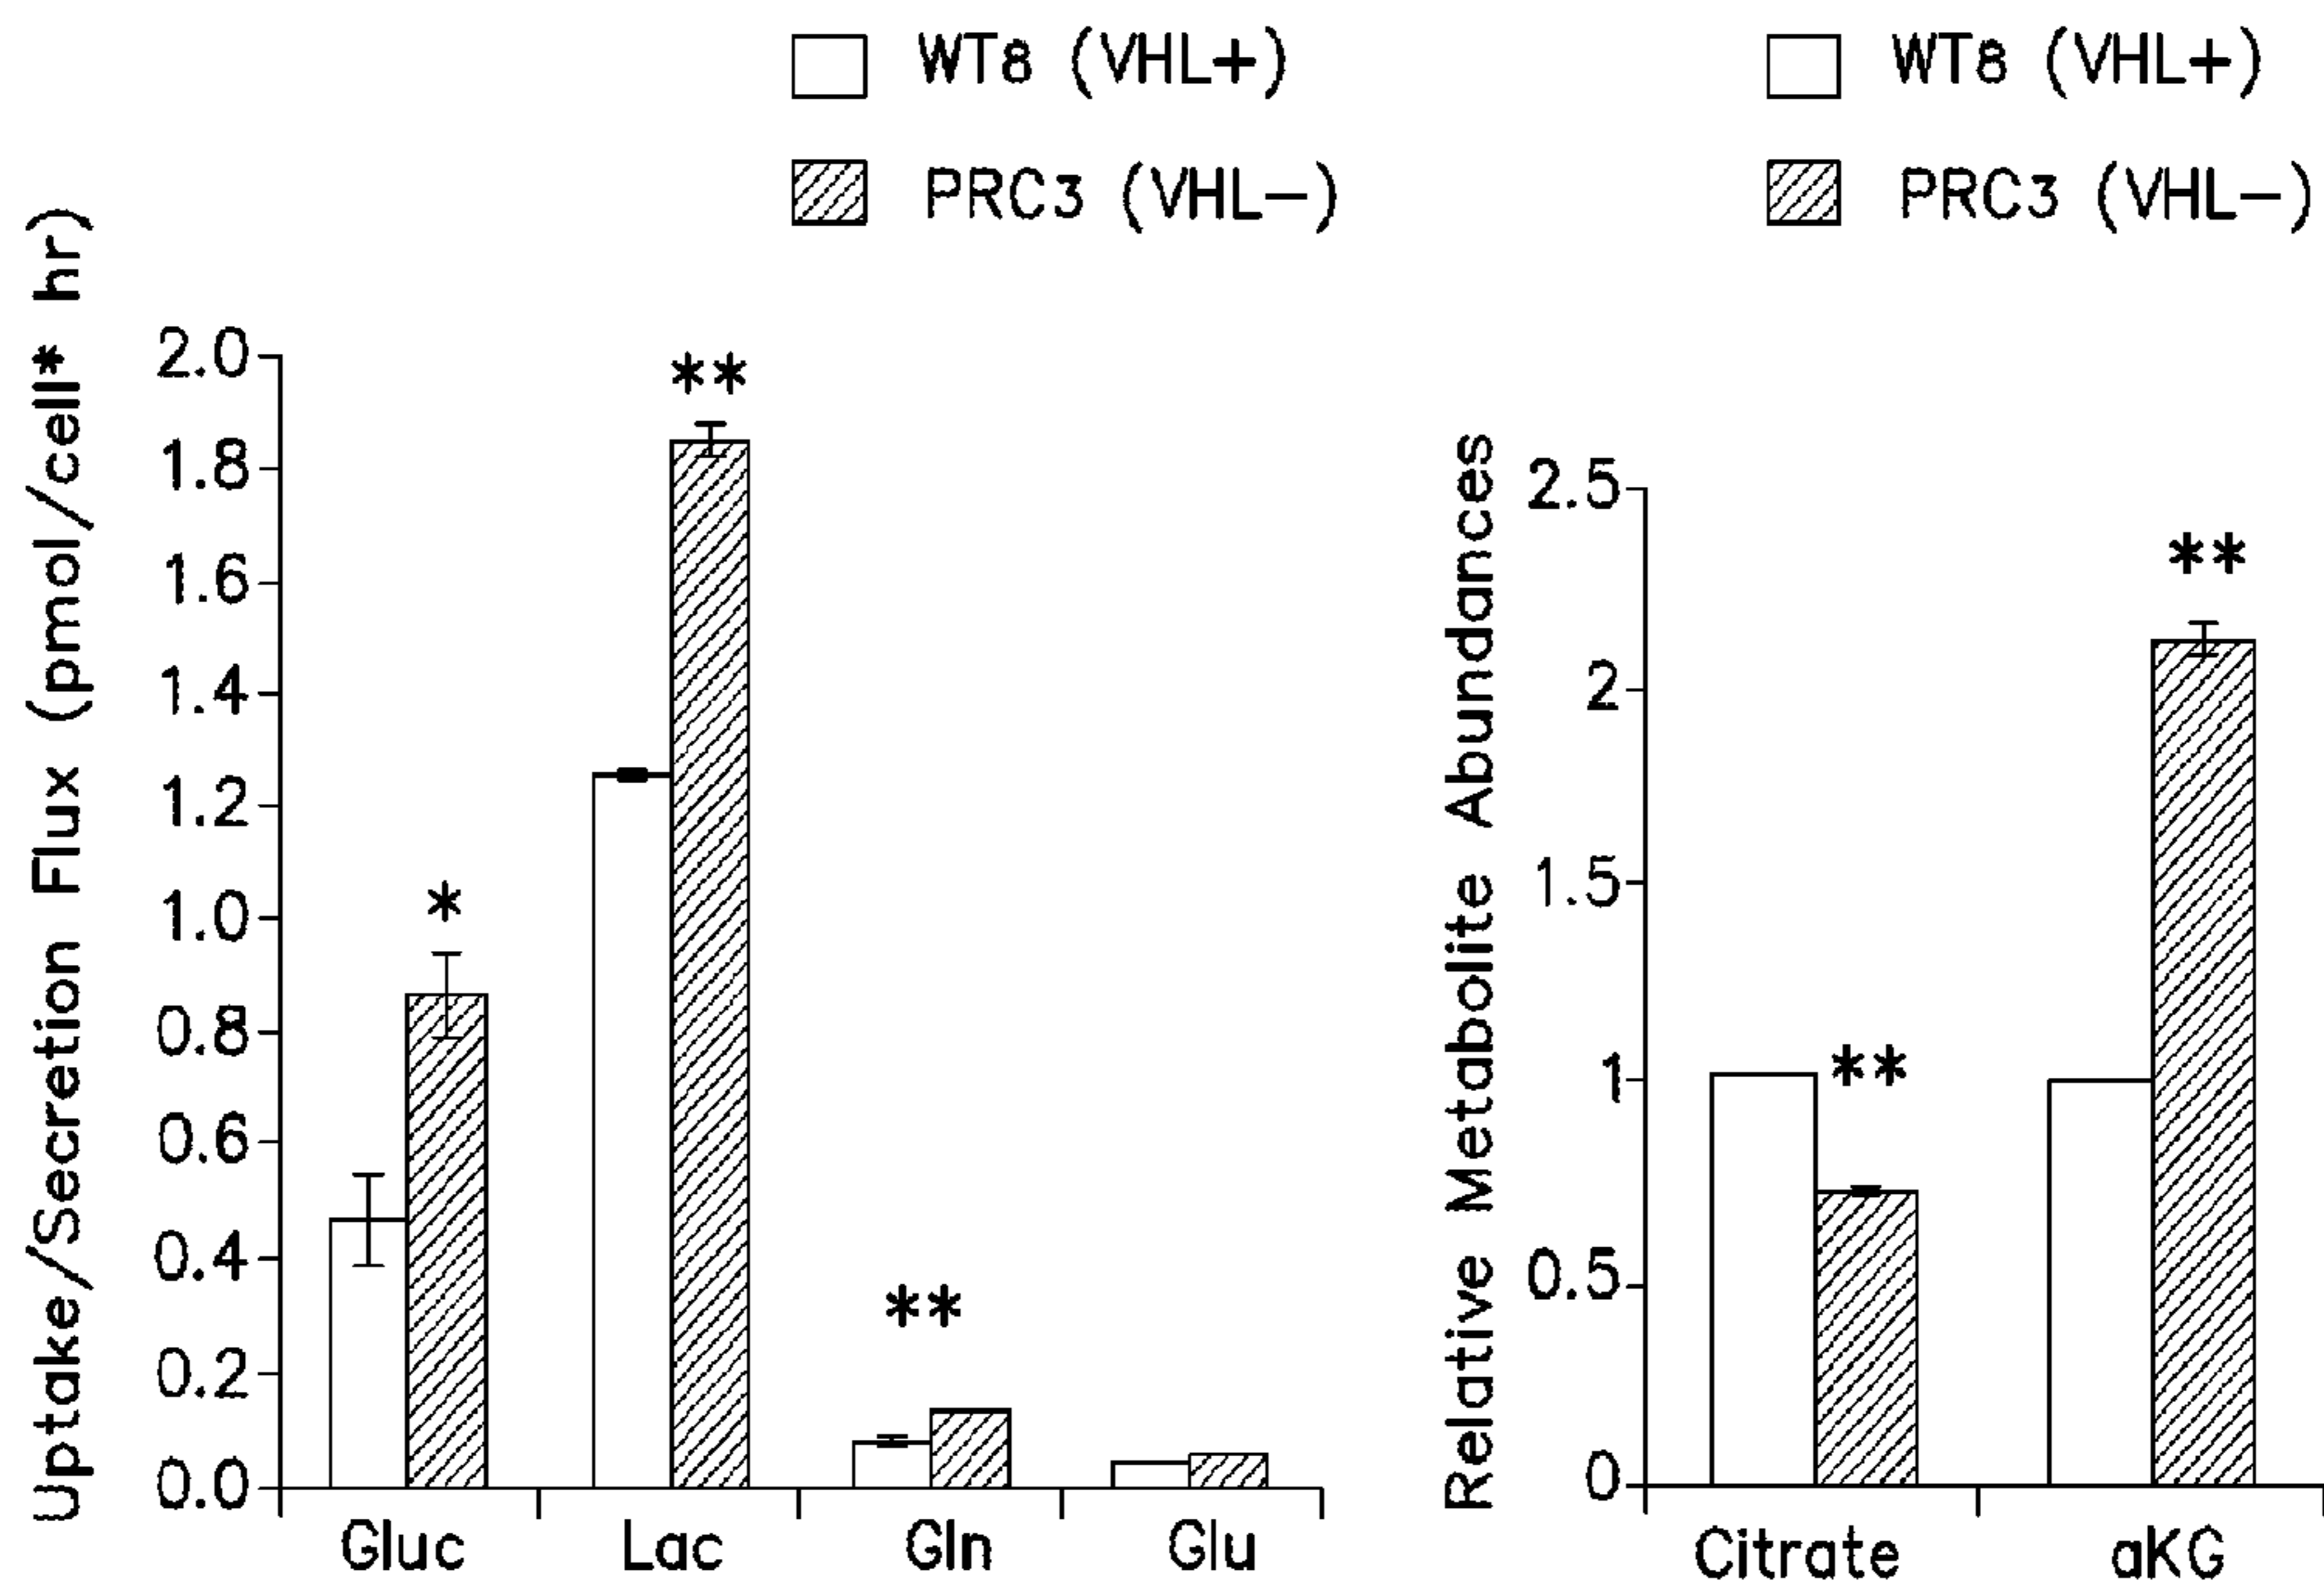 WT8 (VHL+)
PRC3 (VHL−)
Uptake/Secretion Flux (pmol/cell* hr)
2.0
1.8
1.6
1.4
1.2
1.0
0.8
0.6
0.4
0.2
0.0
*
**
**
Gluc Lac Gln Glu
WT8 (VHL+)
PRC3 (VHL−)
Relative Metabolite Abundances
2.5
2
1.5
1
0.5
0
**
**
Citrate aKG